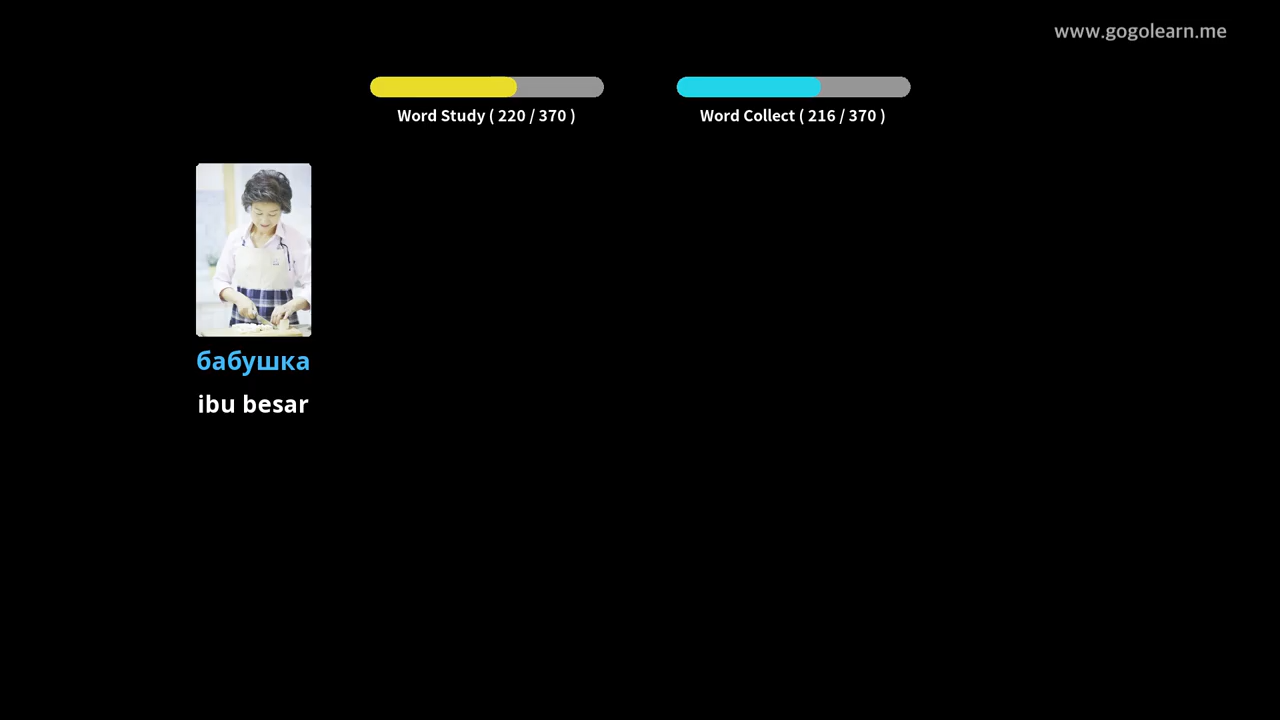 www.gogolearn.me
Word Study ( 220 / 370 )
Word Collect ( 216 / 370 )
бабушка
ibu besar